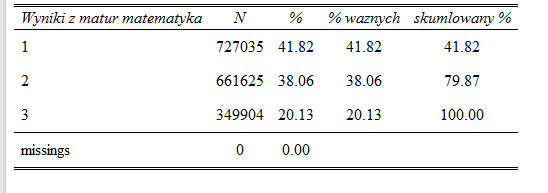 Wyniki z matur matematyka N % % waznych skumlowany %
1 727035 41.82 41.82 41.82
2 661625 38.06 38.06 79.87
3 349904 20.13 20.13 100.00
missings 0 0.00